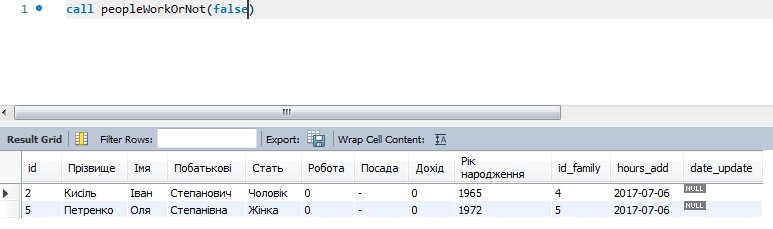 1 call peopleWorkOrNot(false)
Result Grid Filter Rows: Export: Wrap Cell Content:
id Прізвище Імя Побатькові Стать Робота Посада Дохід Рік народження id_family hours_add date_update
2 Кисіль Іван Степанович Чоловік 0 - 0 1965 4 2017-07-06 NULL
5 Петренко Оля Степанівна Жінка 0 - 0 1972 5 2017-07-06 NULL